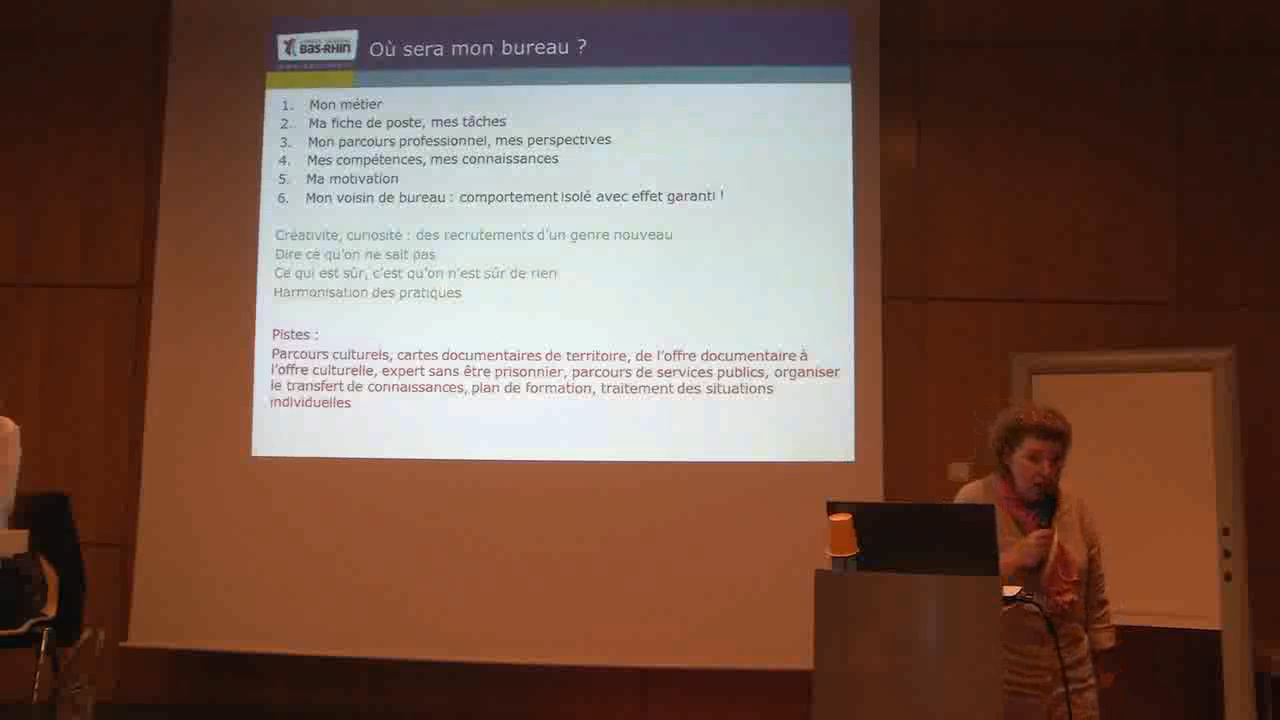 BAS-RHIN
Où sera mon bureau ?
1. Mon métier
2. Ma fiche de poste, mes tâches
3. Mon parcours professionnel, mes perspectives
4. Mes compétences, mes connaissances
5. Ma motivation
6. Mon voisin de bureau : comportement isolé avec effet garanti !
Créativité, curiosité : des recrutements d'un genre nouveau
Dire ce qu'on ne sait pas
Ce qui est sûr, c'est qu'on n'est sûr de rien
Harmonisation des pratiques
Pistes :
Parcours culturels, cartes documentaires de territoire, de l'offre documentaire à
l'offre culturelle, expert sans être prisonnier, parcours de services publics, organiser
le transfert de connaissances, plan de formation, traitement des situations
individuelles